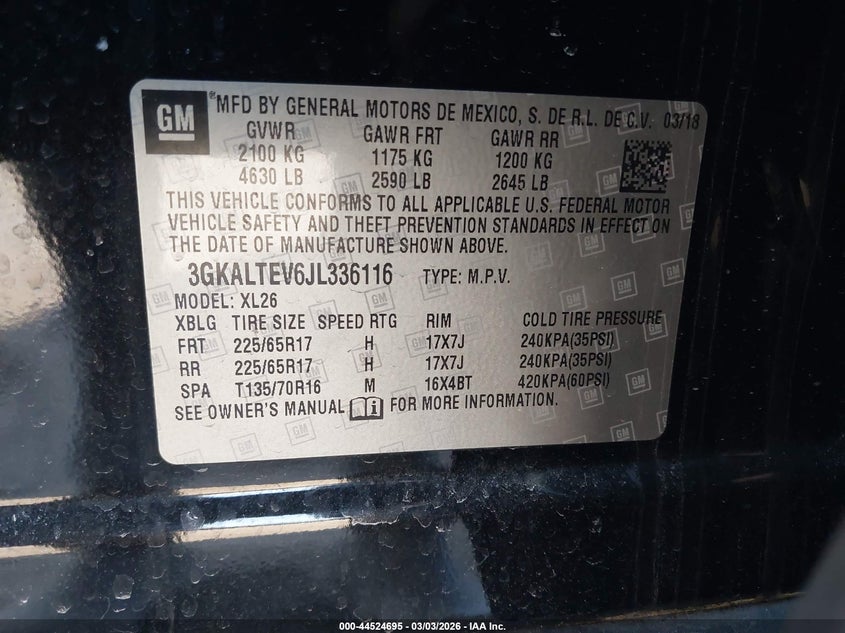 GM
®MFD BY GENERAL MOTORS DE MEXICO, S. DE R.L. DE C.V. 03/18
GVWR GAWR FRT GAWR RR
2100 KG 1175 KG 1200 KG
4630 LB 2590 LB 2645 LB
THIS VEHICLE CONFORMS TO ALL APPLICABLE U.S. FEDERAL MOTOR
VEHICLE SAFETY AND THEFT PREVENTION STANDARDS IN EFFECT ON
THE DATE OF MANUFACTURE SHOWN ABOVE.
3GKALTEV6JL336116 TYPE: M.P.V.
MODEL: XL26
XBLG TIRE SIZE SPEED RTG RIM COLD TIRE PRESSURE
FRT 225/65R17 H 17X7J 240KPA(35PSI)
RR 225/65R17 H 17X7J 240KPA(35PSI)
SPA T135/70R16 M 16X4BT 420KPA(60PSI)
SEE OWNER'S MANUAL FOR MORE INFORMATION.
000-44524695 — 03/03/2026 — IAA Inc.